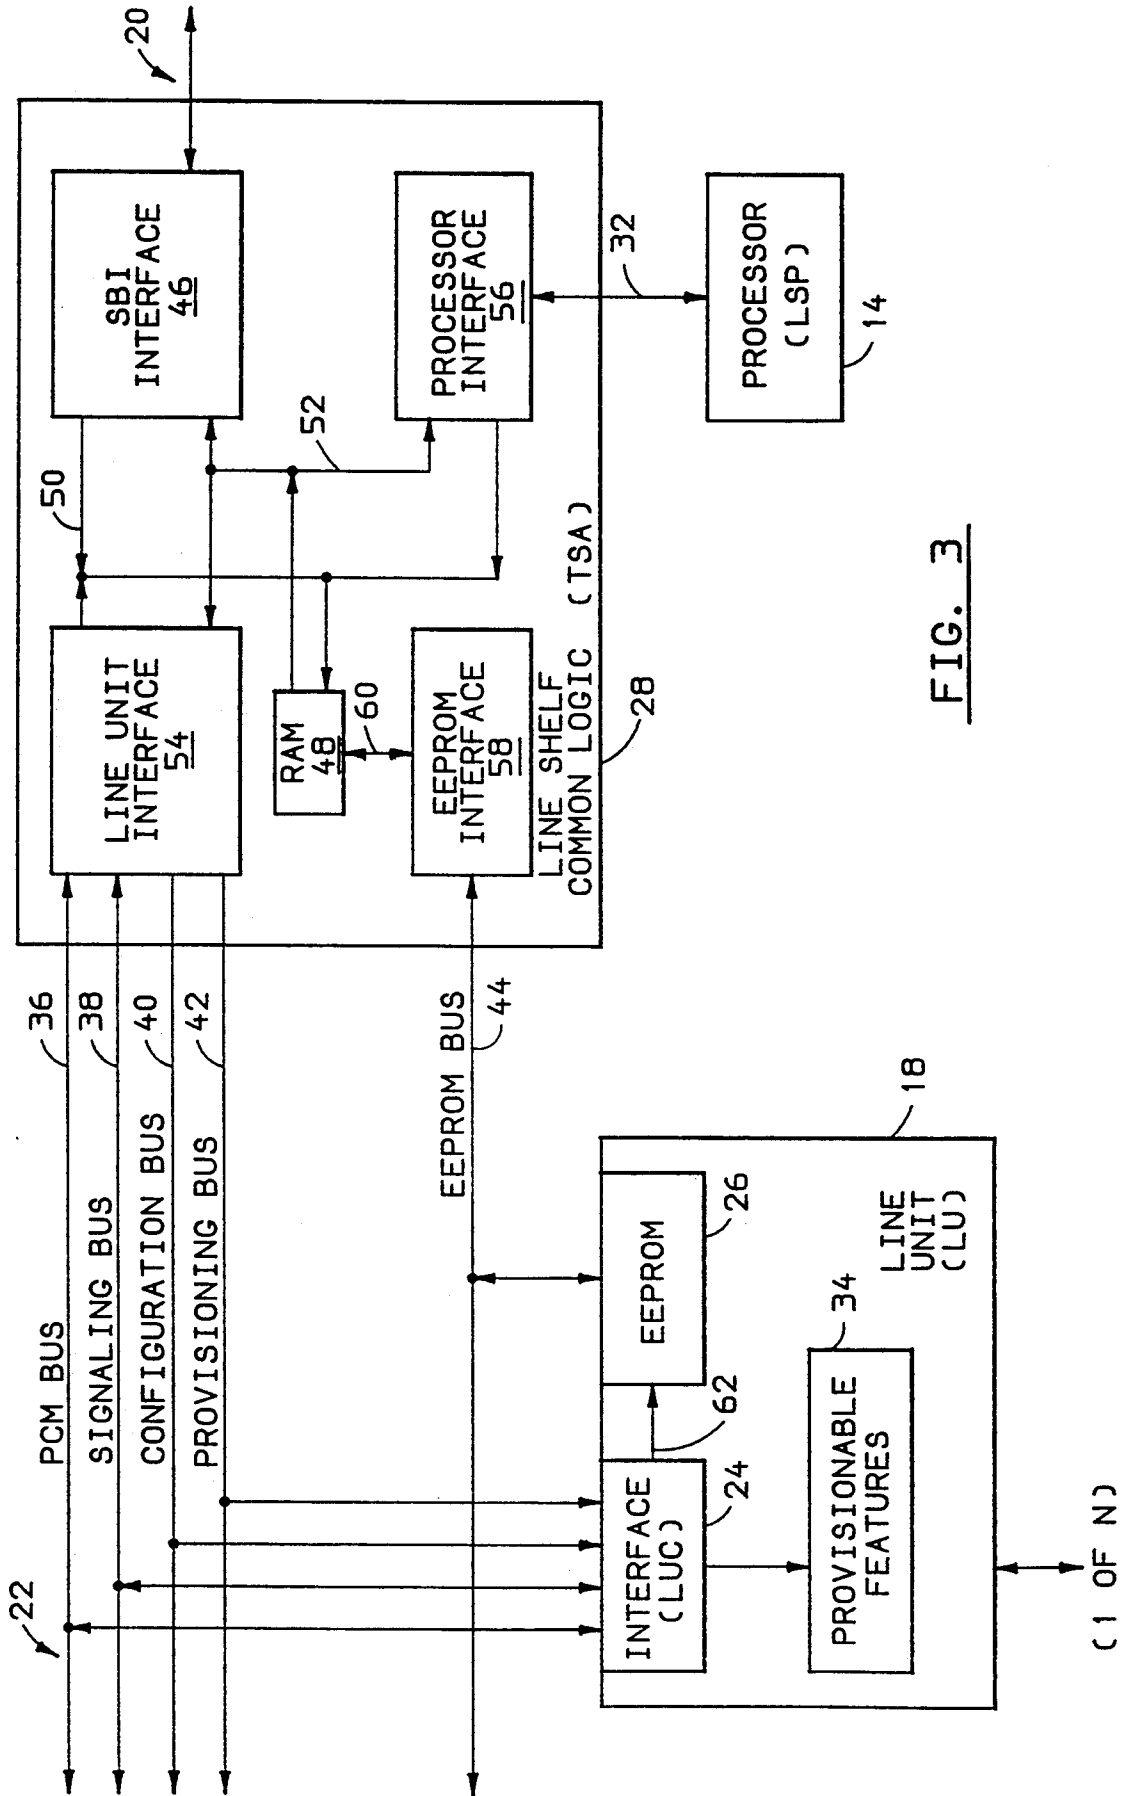 22
PCM BUS
36
SIGNALING BUS
38
CONFIGURATION BUS
40
PROVISIONING BUS
42
EEPROM BUS
44
LINE UNIT
INTERFACE
54
50
SBI
INTERFACE
46
20
RAM
48
60
52
EEPROM
INTERFACE
58
PROCESSOR
INTERFACE
56
LINE SHELF
COMMON LOGIC (TSA)
28
32
PROCESSOR
(LSP)
14
INTERFACE
(LUC)
24
62
EEPROM
26
PROVISIONABLE
FEATURES
34
LINE
UNIT
(LU)
18
(1 OF N)
FIG. 3